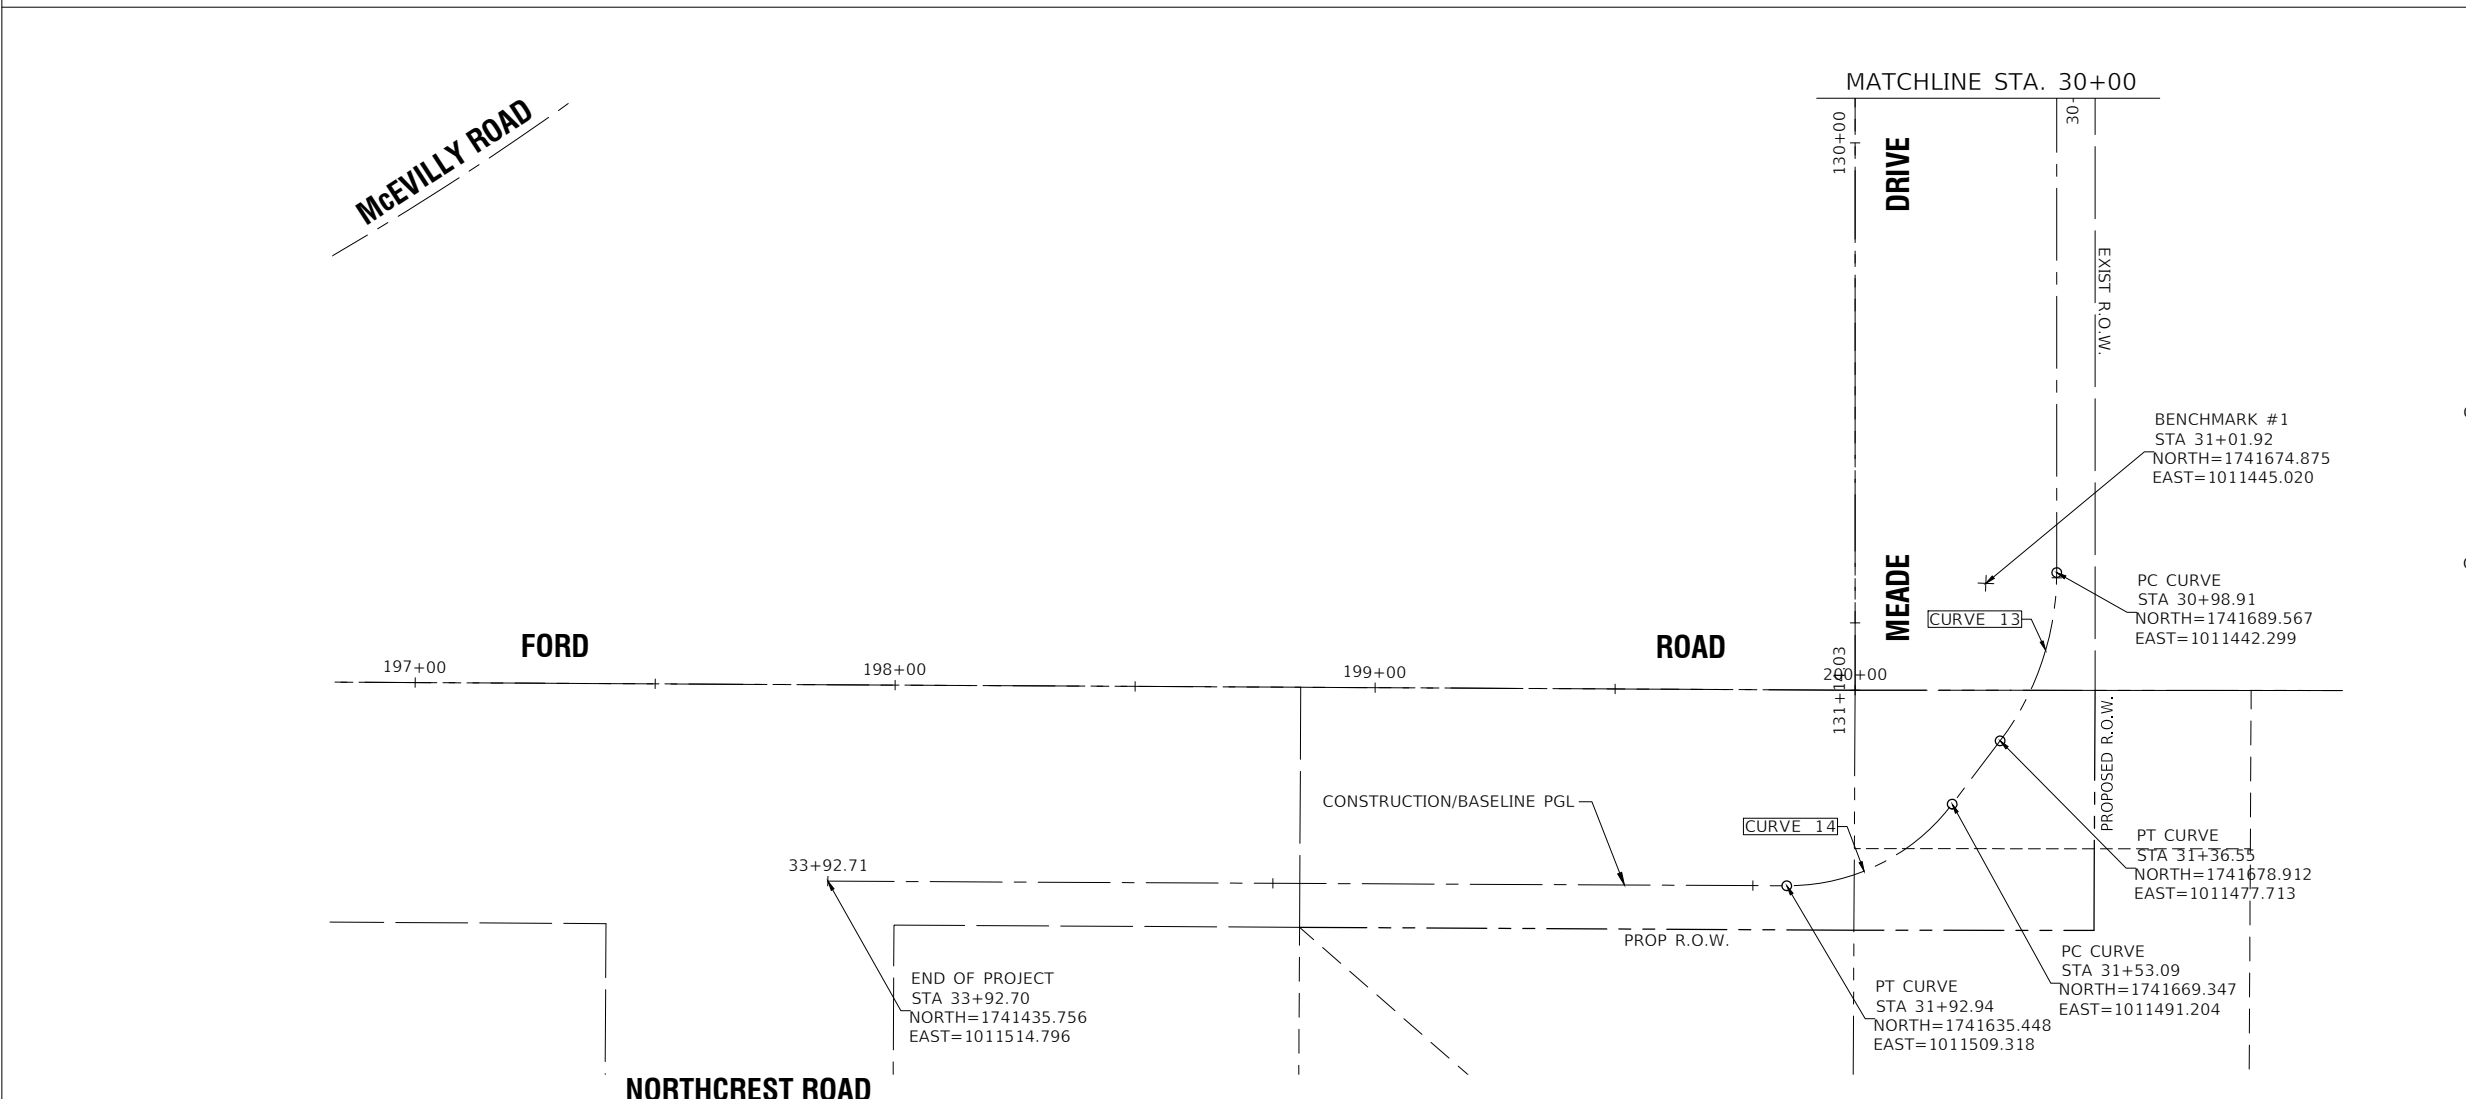 MATCHLINE STA. 30+00
McEVILLY ROAD
130+00
DRIVE
30
EXIST R.O.W.
BENCHMARK #1
STA 31+01.92
NORTH=1741674.875
EAST=1011445.020
MEADE
PC CURVE
STA 30+98.91
NORTH=1741689.567
EAST=1011442.299
CURVE 13
FORD
ROAD
197+00
198+00
199+00
200+00
131+14.03
PROPOSED R.O.W.
CONSTRUCTION/BASELINE PGL
CURVE 14
PT CURVE
STA 31+36.55
NORTH=1741678.912
EAST=1011477.713
33+92.71
PROP R.O.W.
PC CURVE
STA 31+53.09
NORTH=1741669.347
EAST=1011491.204
END OF PROJECT
STA 33+92.70
NORTH=1741435.756
EAST=1011514.796
PT CURVE
STA 31+92.94
NORTH=1741635.448
EAST=1011509.318
NORTHCREST ROAD